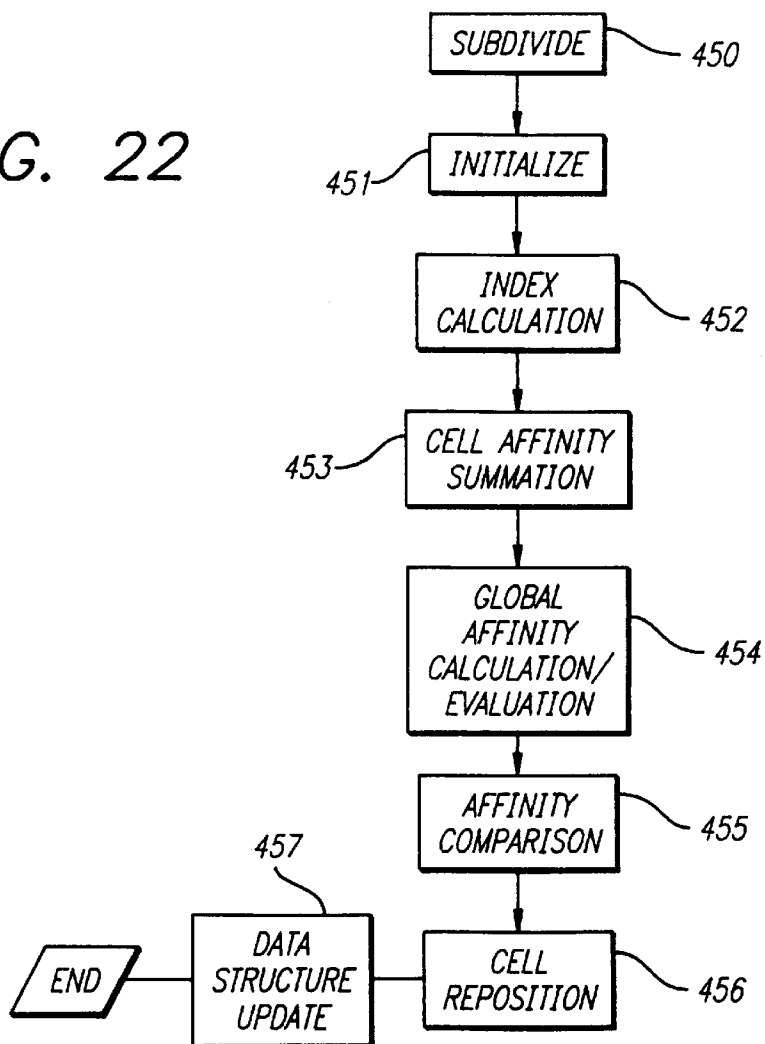 SUBDIVIDE
450
G. 22
451
INITIALIZE
INDEX
CALCULATION
452
453
CELL AFFINITY
SUMMATION
GLOBAL
AFFINITY
CALCULATION/
EVALUATION
454
AFFINITY
COMPARISON
455
457
END
DATA
STRUCTURE
UPDATE
CELL
REPOSITION
456